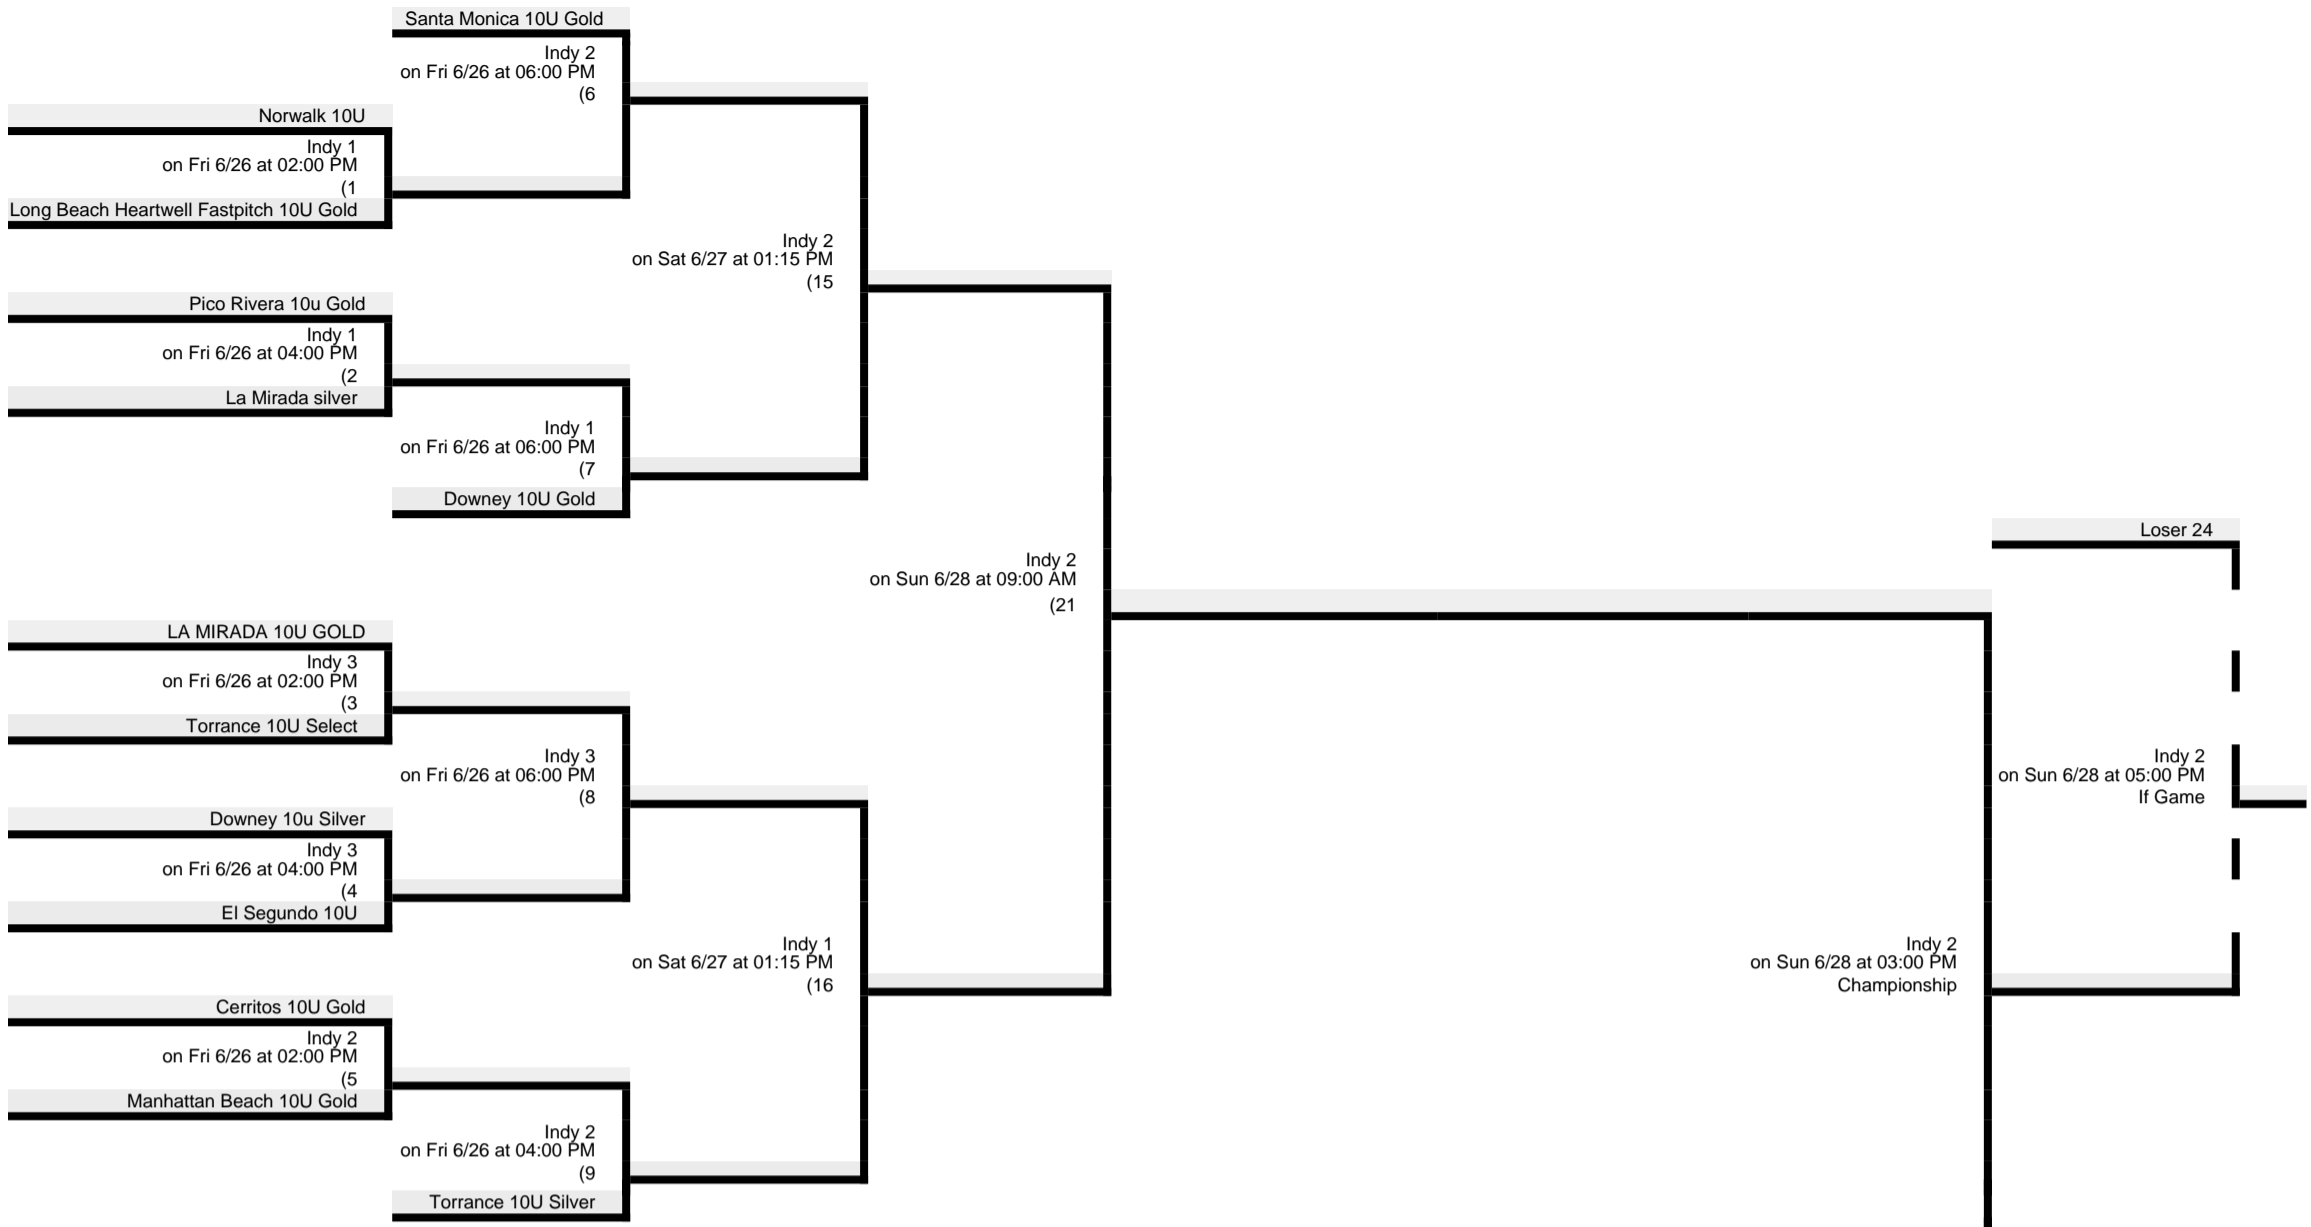 Santa Monica 10U Gold
Indy 2
on Fri 6/26 at 06:00 PM
(6
Norwalk 10U
Indy 1
on Fri 6/26 at 02:00 PM
(1
Long Beach Heartwell Fastpitch 10U Gold
Indy 2
on Sat 6/27 at 01:15 PM
(15
Pico Rivera 10u Gold
Indy 1
on Fri 6/26 at 04:00 PM
(2
La Mirada silver
Indy 1
on Fri 6/26 at 06:00 PM
(7
Downey 10U Gold
Loser 24
Indy 2
on Sun 6/28 at 09:00 AM
(21
LA MIRADA 10U GOLD
Indy 3
on Fri 6/26 at 02:00 PM
(3
Torrance 10U Select
Indy 3
on Fri 6/26 at 06:00 PM
(8
Indy 2
on Sun 6/28 at 05:00 PM
If Game
Downey 10u Silver
Indy 3
on Fri 6/26 at 04:00 PM
(4
El Segundo 10U
Indy 1
on Sat 6/27 at 01:15 PM
(16
Indy 2
on Sun 6/28 at 03:00 PM
Championship
Cerritos 10U Gold
Indy 2
on Fri 6/26 at 02:00 PM
(5
Manhattan Beach 10U Gold
Indy 2
on Fri 6/26 at 04:00 PM
(9
Torrance 10U Silver